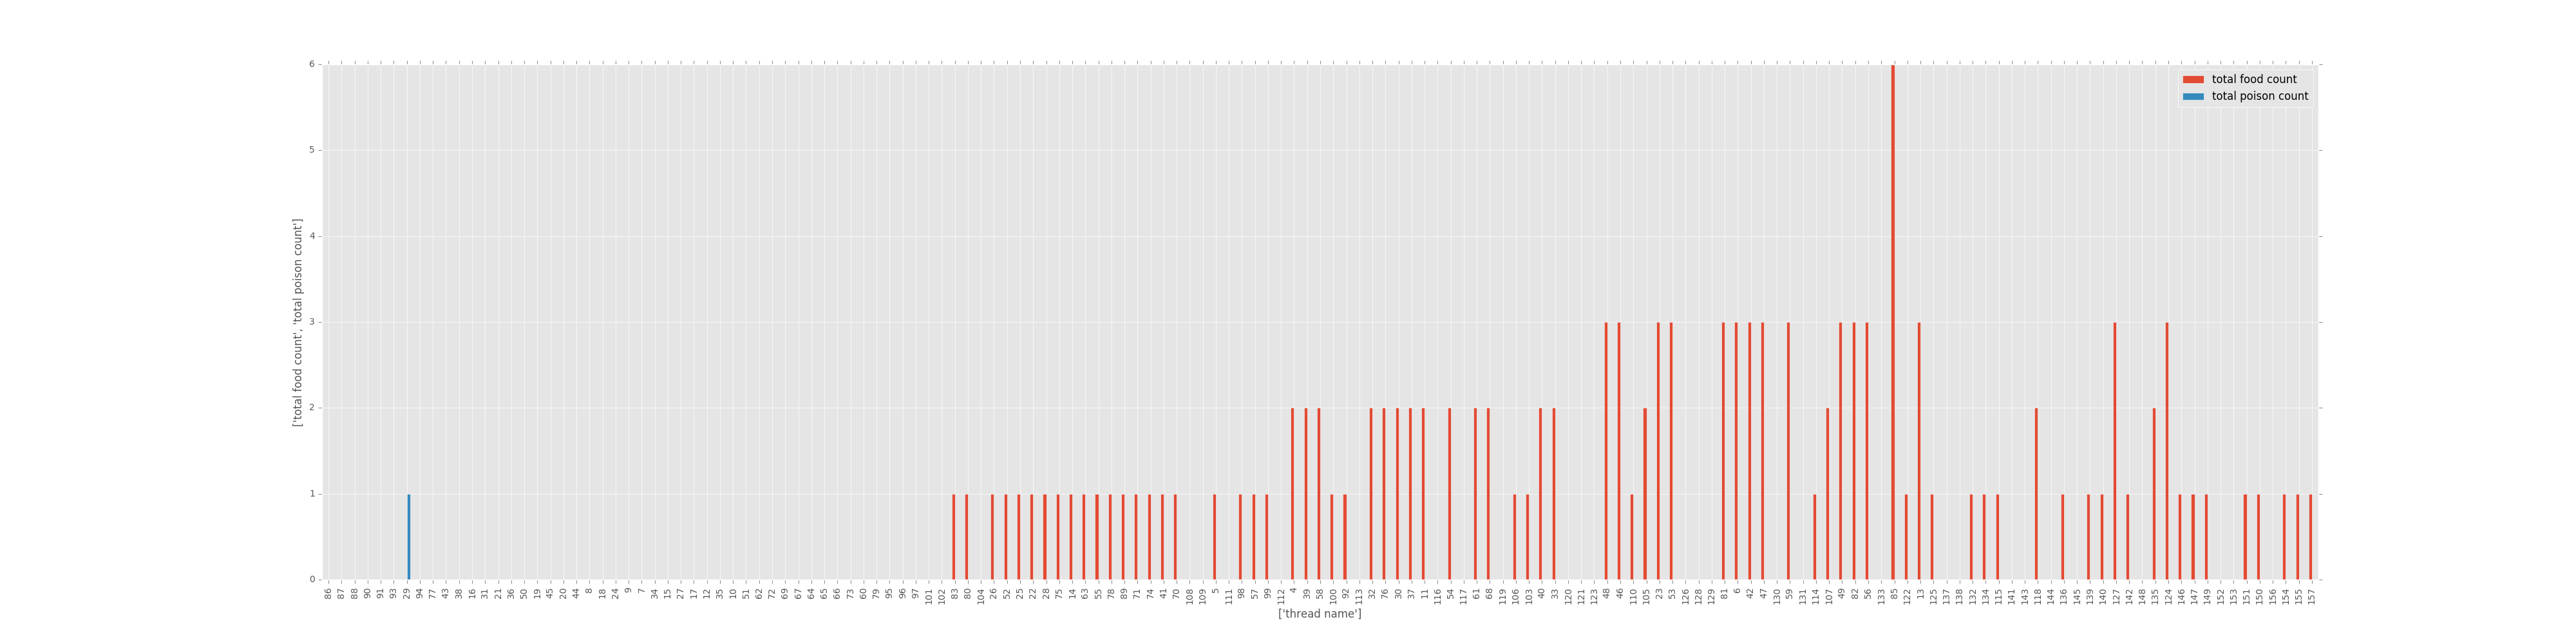 6
5
4
3
2
1
0
['total food count', 'total poison count']
total food count
total poison count
86 87 88 90 91 93 29 94 77 43 38 16 31 21 36 50 19 45 20 44 8 18 24 9 7 34 15 27 17 12 35 10 51 62 72 69 67 64 65 66 73 60 79 95 96 97 101 102 83 80 104 26 52 25 22 28 75 14 63 55 78 89 71 74 41 70 108 109 5 111 98 57 99 112 4 39 58 100 92 113 32 76 30 37 11 116 54 117 61 68 119 106 103 40 33 120 121 123 48 46 110 105 23 53 126 128 129 81 6 42 47 130 59 131 114 107 49 82 56 133 85 122 13 125 137 138 132 134 115 141 143 118 144 136 145 139 140 127 142 148 135 124 146 147 149 152 153 151 150 156 154 155 157
['thread name']